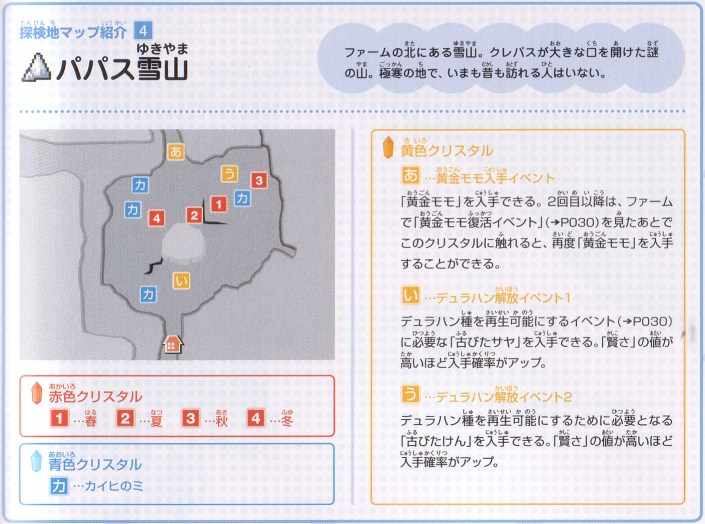 探検地マップ紹介 4
パパス雪山
ファームの北にある雪山。クレバスが大きな口を開けた謎
の山。極寒の地で、いまも昔も訪れる人はいない。
あ
う
カ
3
カ
カ
1
4
2
い
カ
赤色クリスタル
1…春 2…夏 3…秋 4…冬
青色クリスタル
カ…カイヒのミ
黄色クリスタル
あ…黄金モモ入手イベント
「黄金モモ」を入手できる。2回目以降は、ファーム
で「黄金モモ復活イベント」(→P030)を見たあとで
このクリスタルに触れると、再度「黄金モモ」を入手
することができる。
い…デュラハン解放イベント1
デュラハン種を再生可能にするイベント(→P030)
に必要な「古びたサヤ」を入手できる。「賢さ」の値が
高いほど入手確率がアップ。
う…デュラハン解放イベント2
デュラハン種を再生可能にするために必要となる
「古びたけん」を入手できる。「賢さ」の値が高いほど
入手確率がアップ。